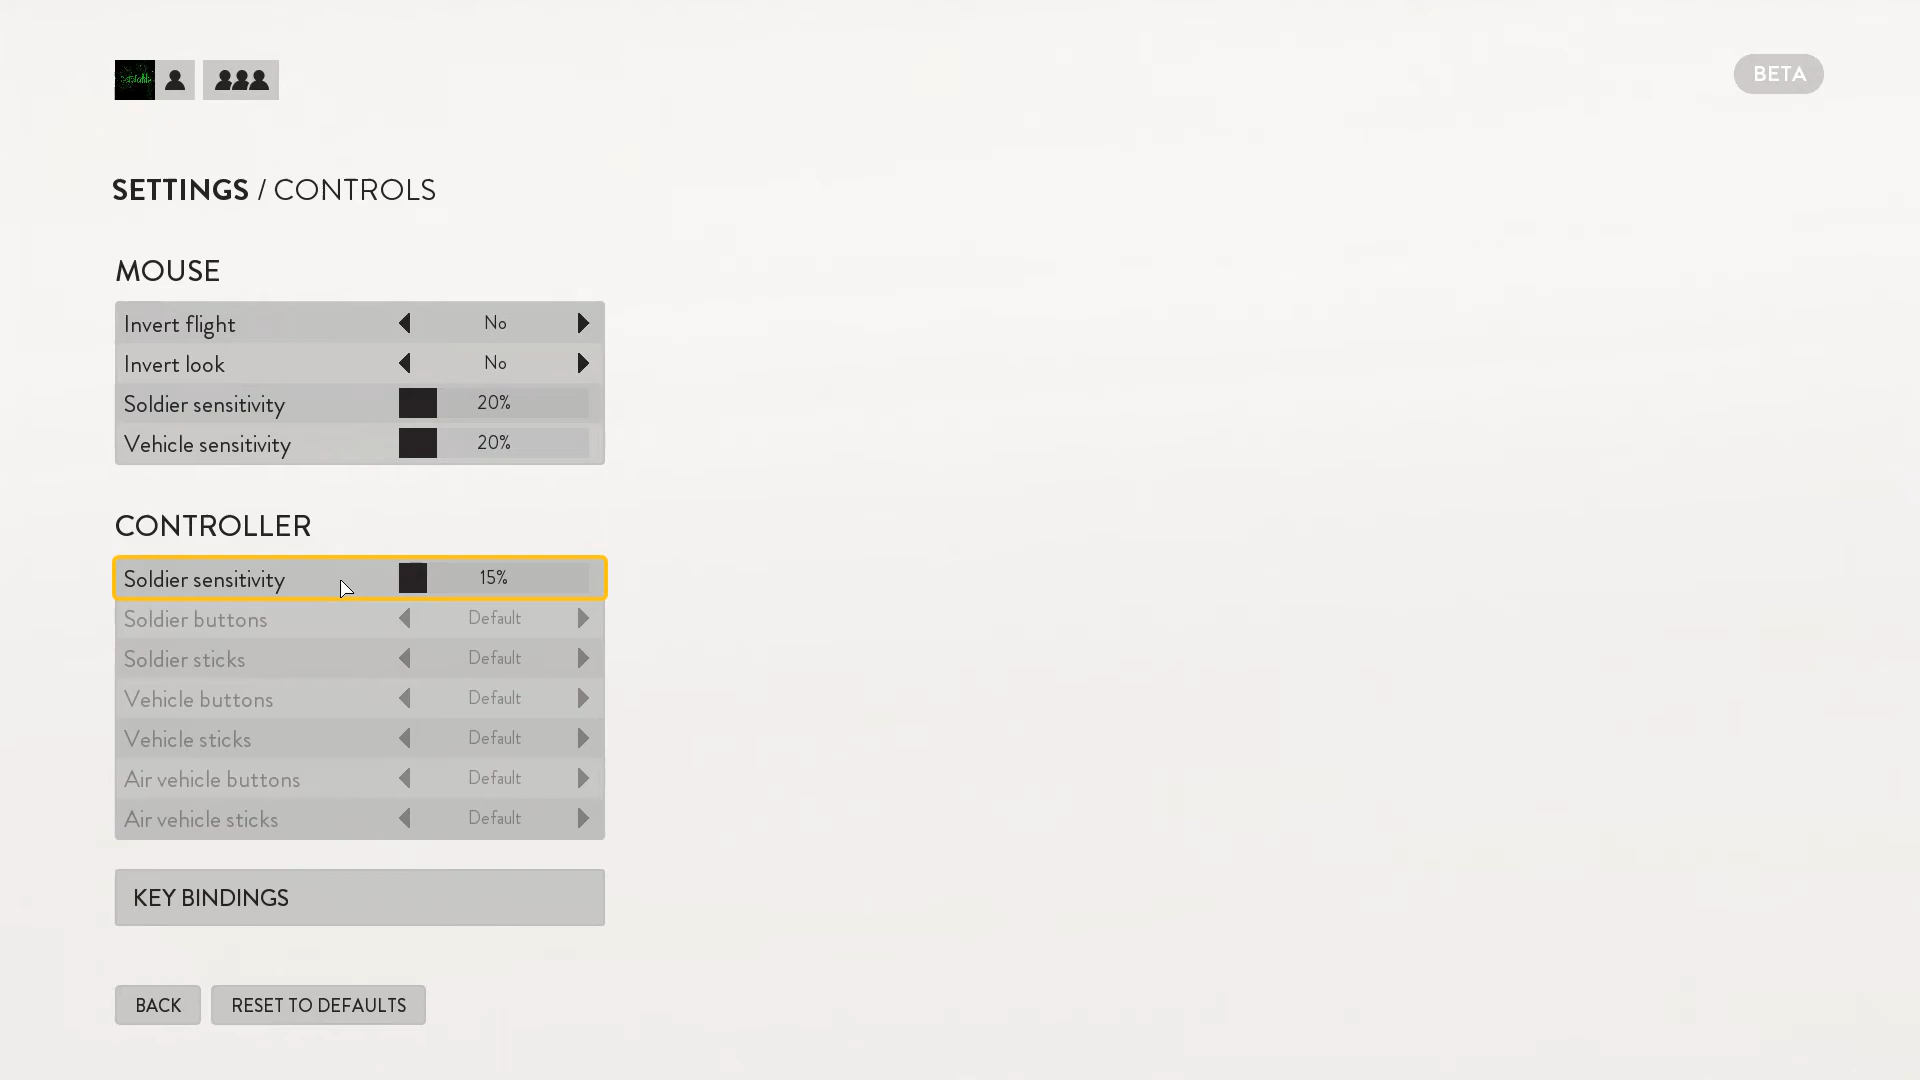 BETA
SETTINGS / CONTROLS
MOUSE
Invert flight No
Invert look No
Soldier sensitivity 20%
Vehicle sensitivity 20%
CONTROLLER
Soldier sensitivity 15%
Soldier buttons Default
Soldier sticks Default
Vehicle buttons Default
Vehicle sticks Default
Air vehicle buttons Default
Air vehicle sticks Default
KEY BINDINGS
BACK RESET TO DEFAULTS